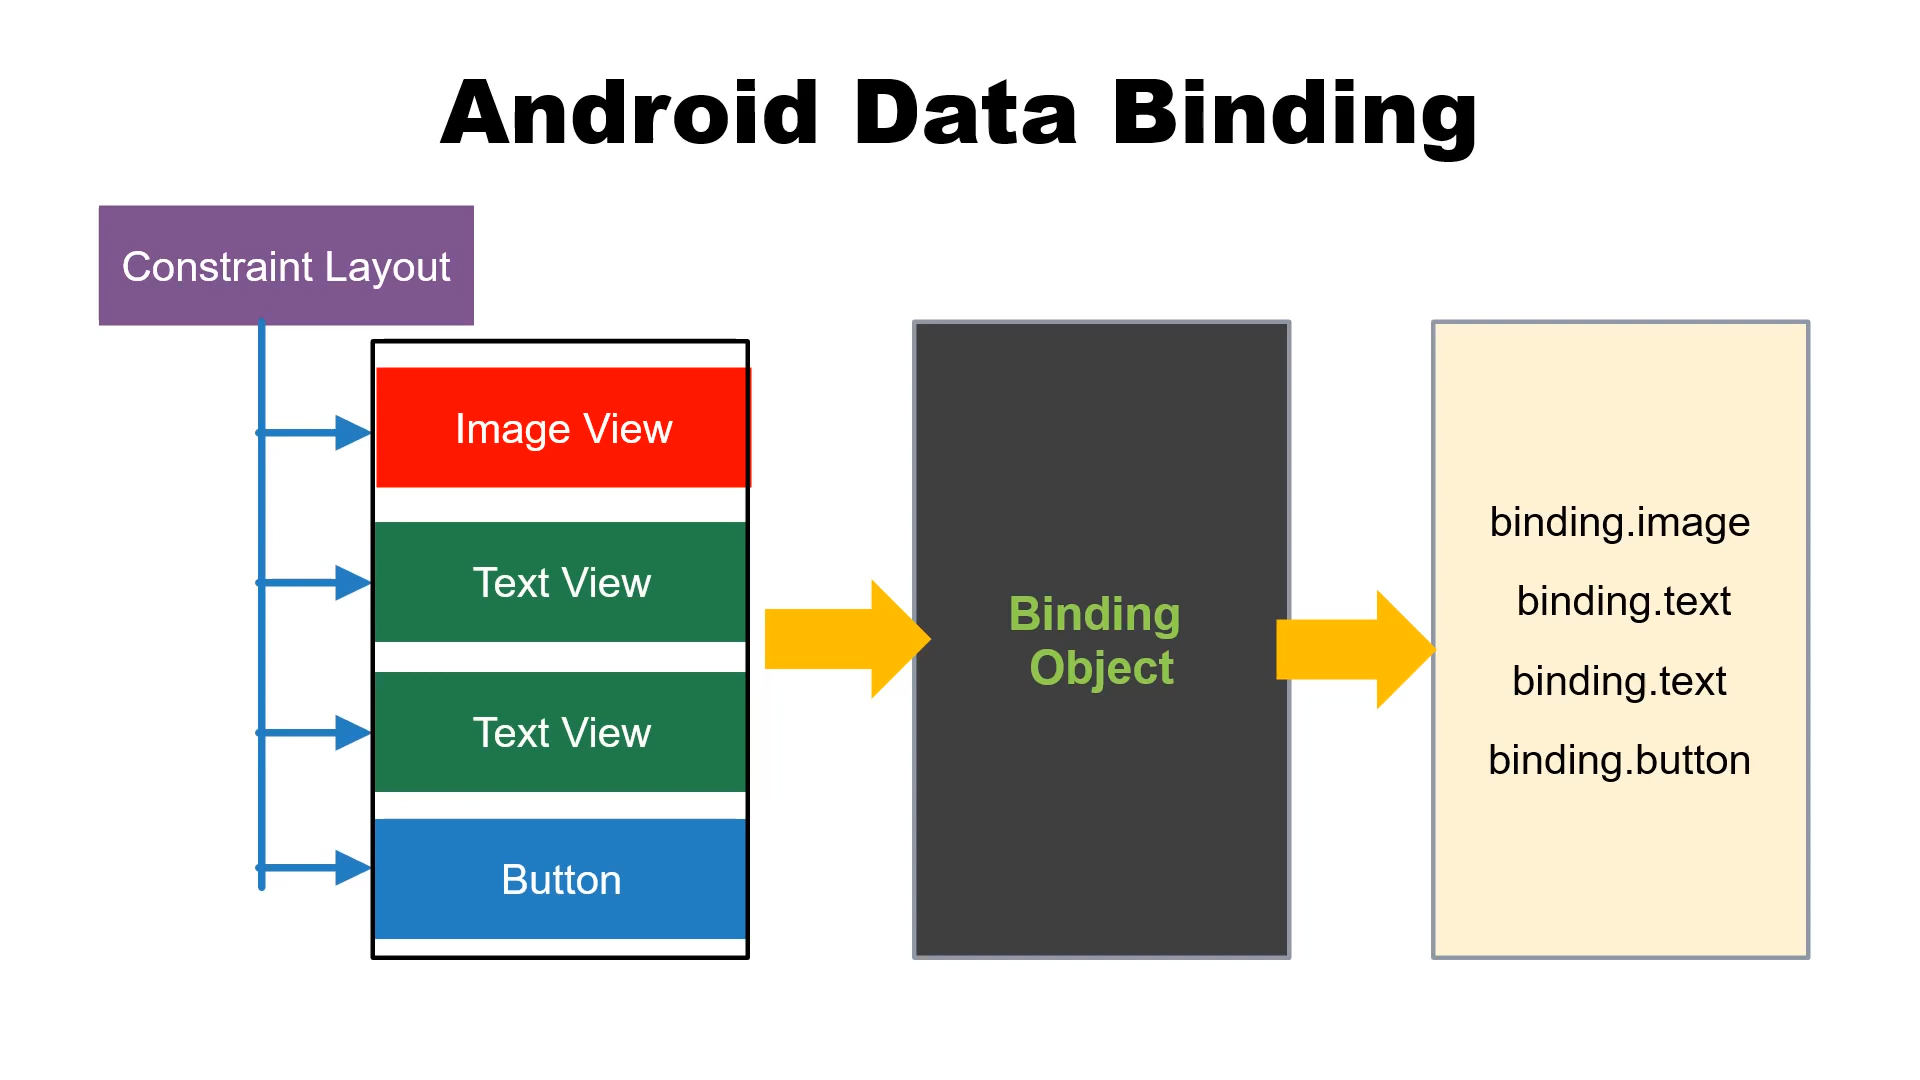 Android Data Binding
Constraint Layout
Image View
Text View
Text View
Button
Binding
Object
binding.image
binding.text
binding.text
binding.button